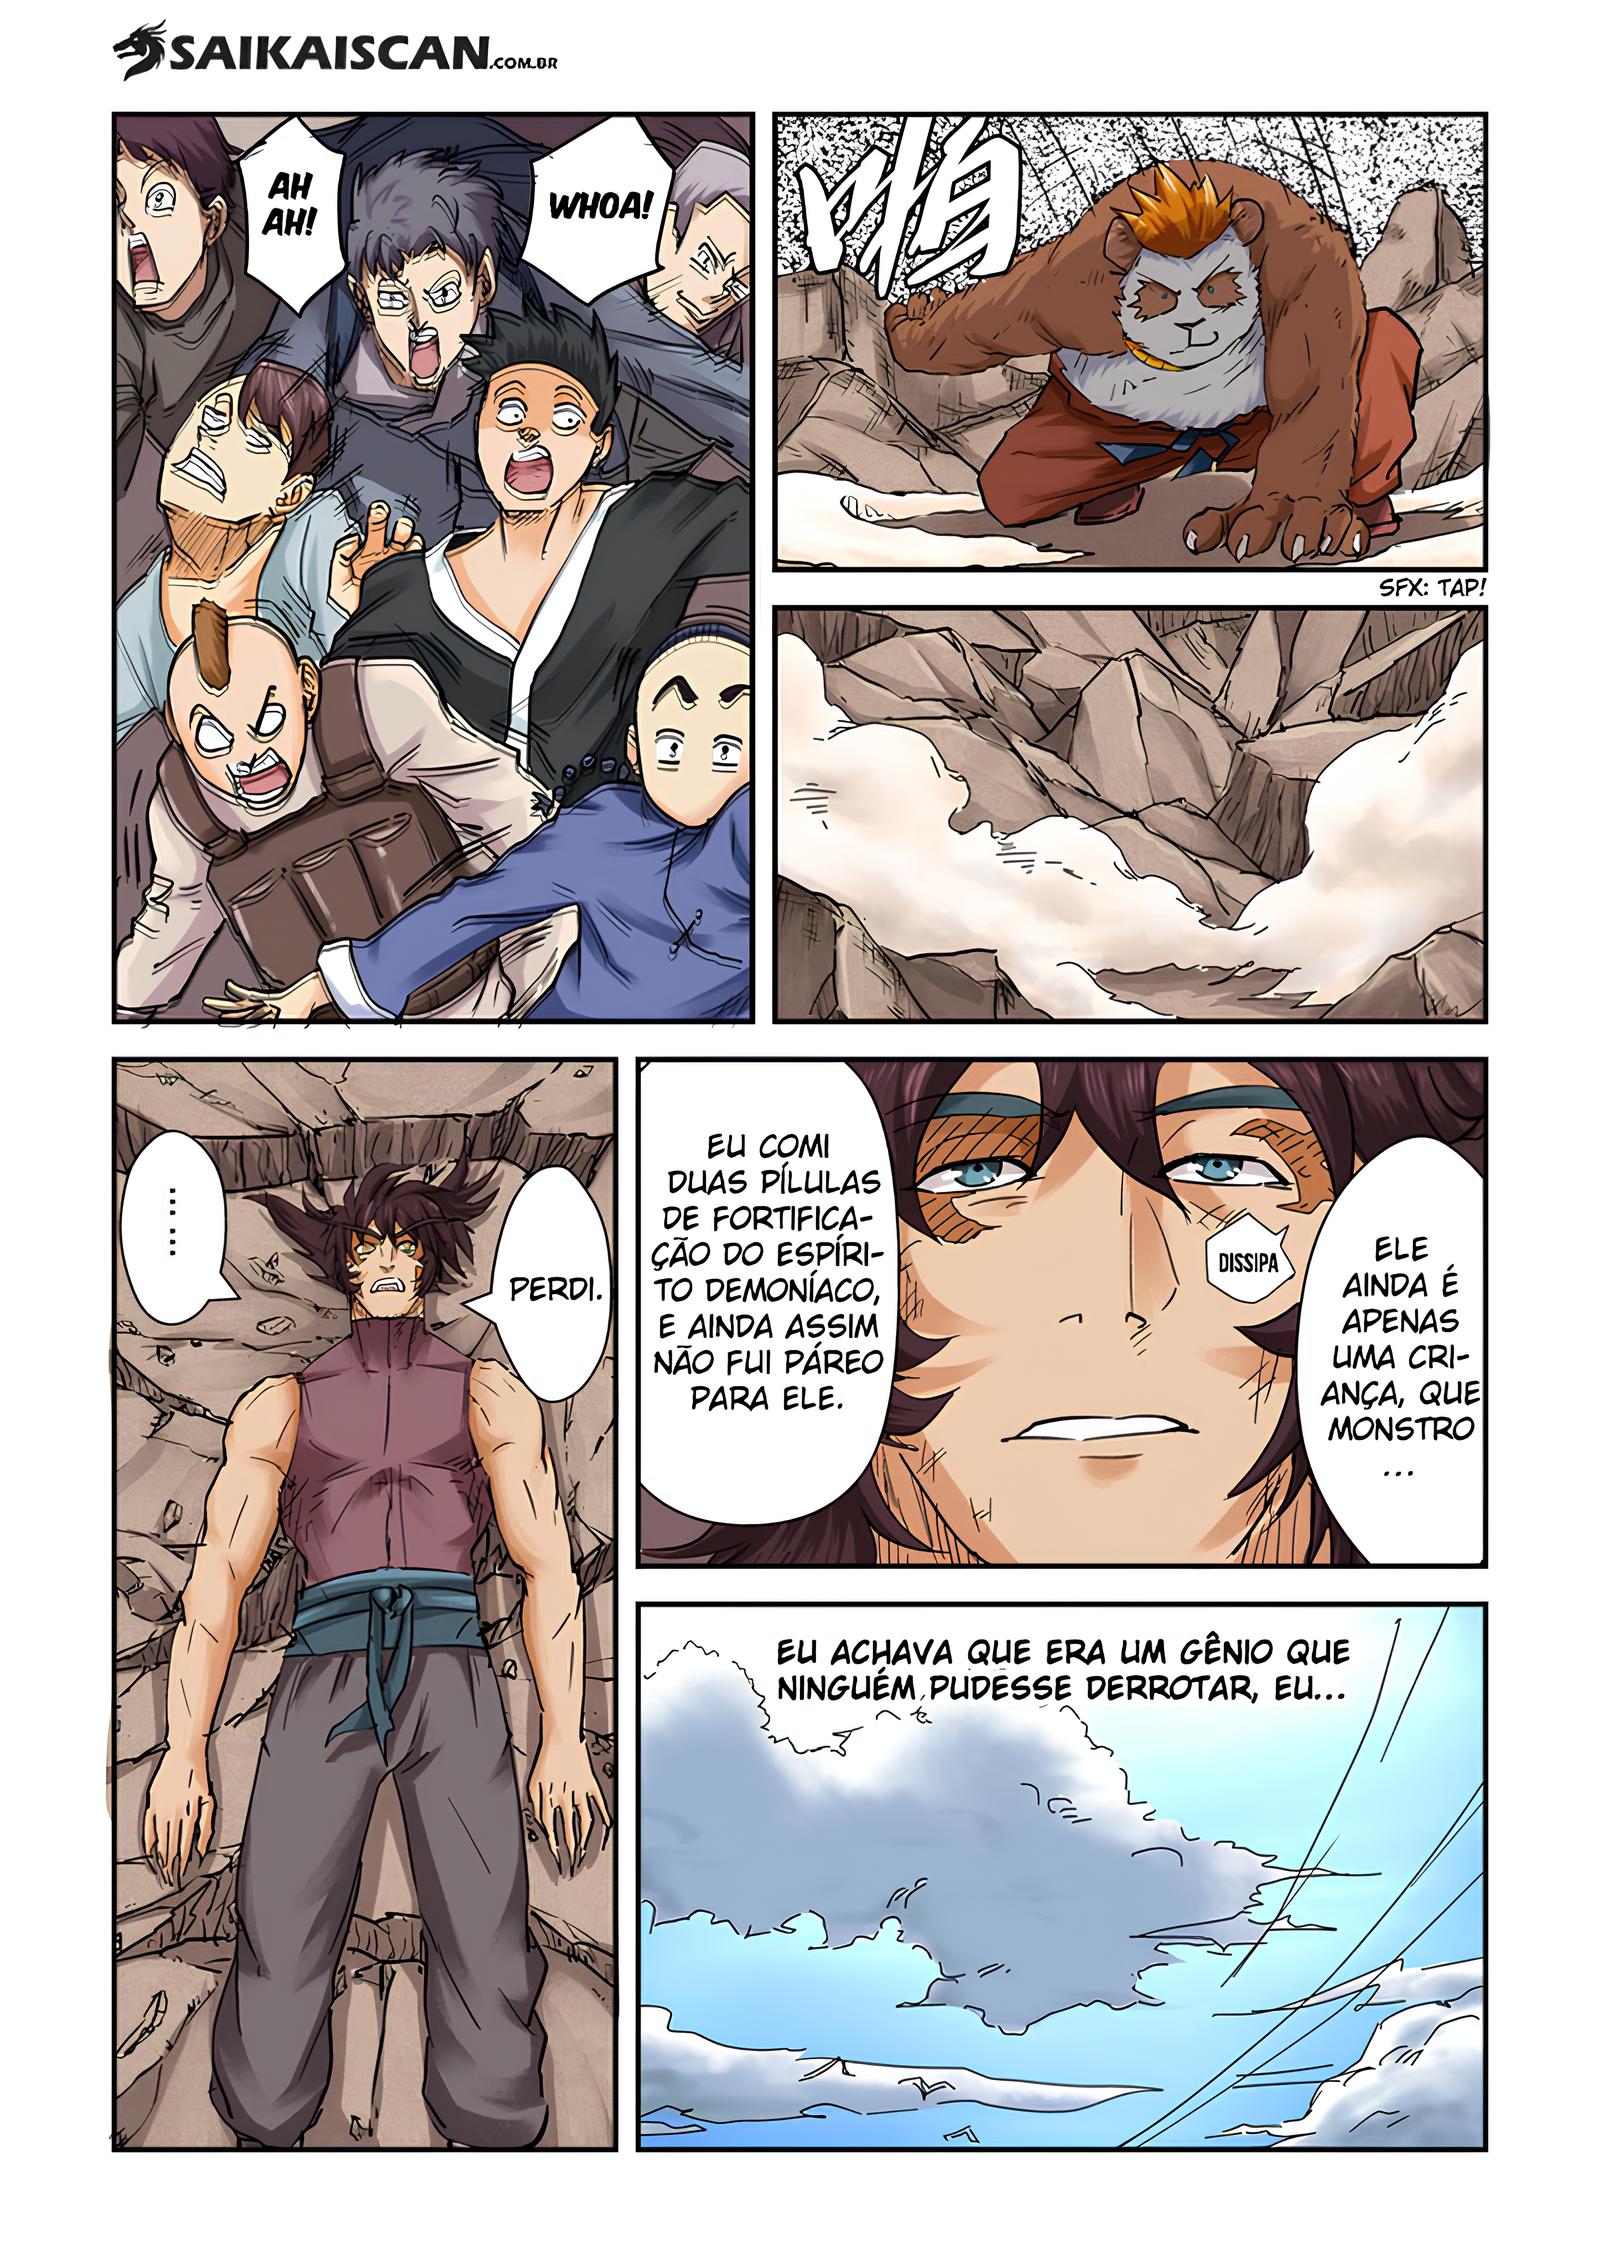 SAIKAISCAN.COM.BR
SFX: TAP!
WHOA!
AH
AH!
ELE
AINDA É
APENAS
UMA CRI-
ANÇA, QUE
MONSTRO
...
DISSIPA
EU COMI
DUAS PÍLULAS
DE FORTIFICA-
ÇÃO DO ESPÍRI-
TO DEMONÍACO,
E AINDA ASSIM
NÃO FUI PÁREO
PARA ELE.
EU ACHAVA QUE ERA UM GÊNIO QUE
NINGUÉM PUDESSE DERROTAR, EU...
PERDI.
......